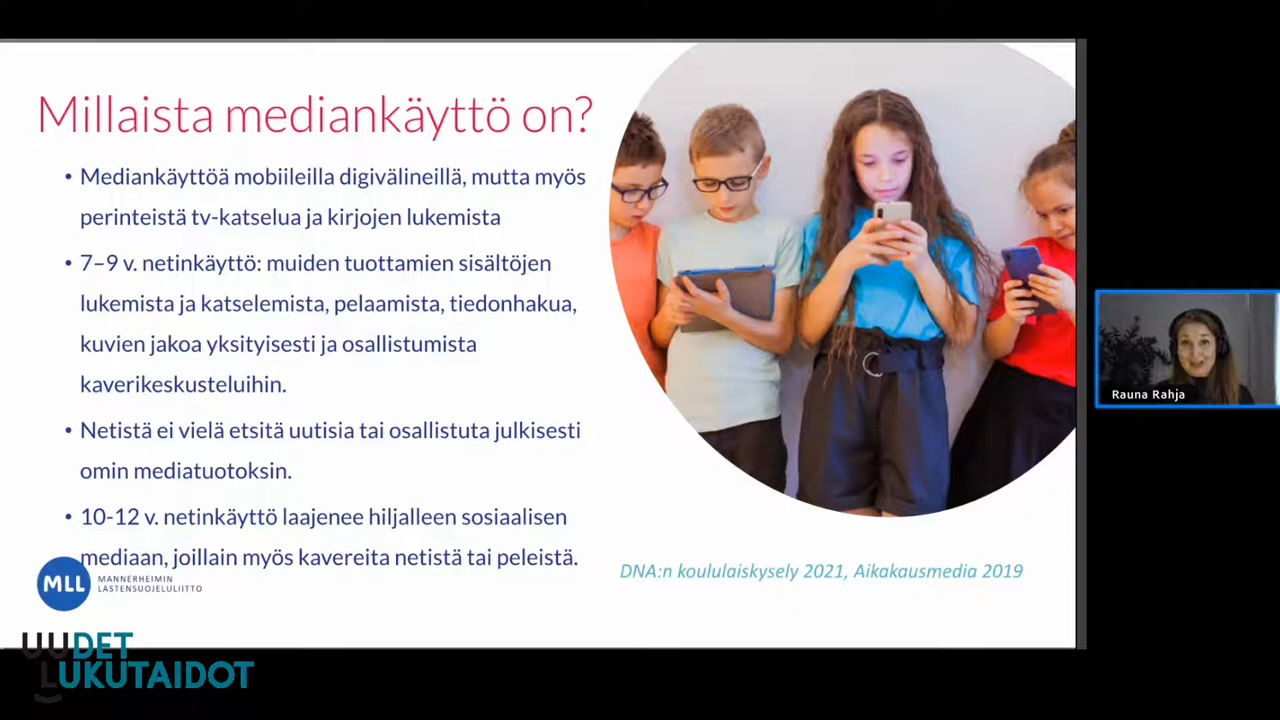 Millaista mediankäyttö on?
• Mediankäyttöä mobiileilla digivälineillä, mutta myös
perinteistä tv-katselua ja kirjojen lukemista
• 7–9 v. netinkäyttö: muiden tuottamien sisältöjen
lukemista ja katselemista, pelaamista, tiedonhakua,
kuvien jakoa yksityisesti ja osallistumista
kaverikeskusteluihin.
• Netistä ei vielä etsitä uutisia tai osallistuta julkisesti
omin mediatuotoksin.
• 10-12 v. netinkäyttö laajenee hiljalleen sosiaalisen
mediaan, joillain myös kavereita netistä tai peleistä.
MLL
MANNERHEIMIN
LASTENSUOJELULIITTO
DNA:n koululaiskysely 2021, Aikakausmedia 2019
Rauna Rahja
UUDET
LUKUTAIDOT